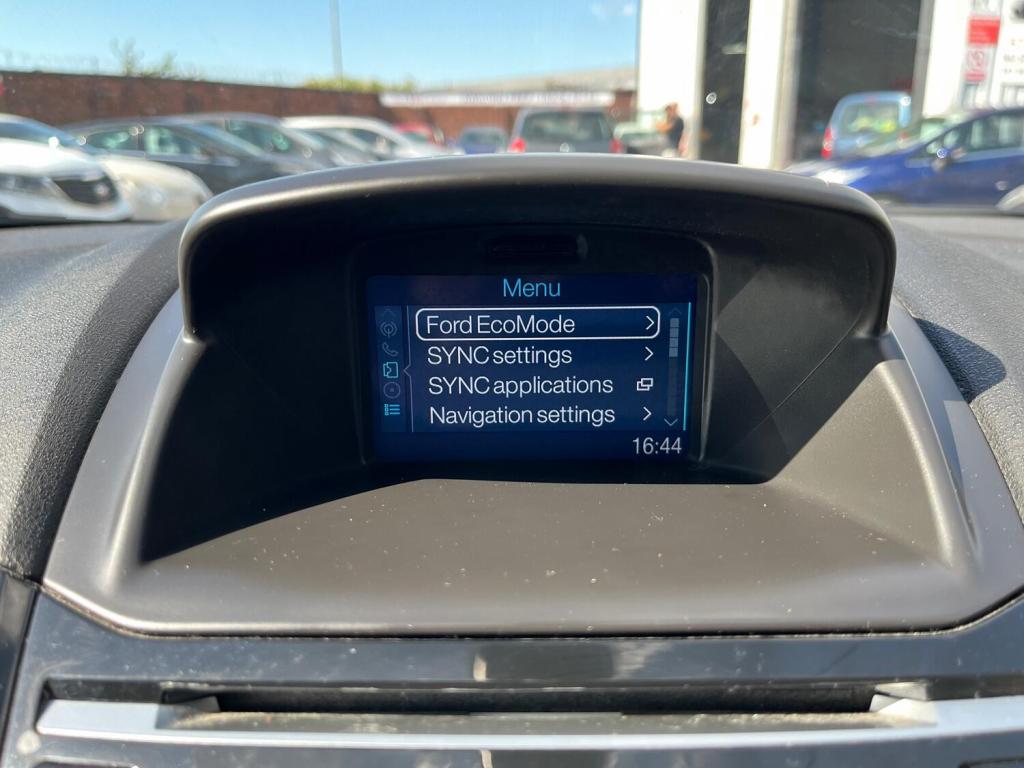 Menu
Ford EcoMode
SYNC settings
SYNC applications
Navigation settings
16:44